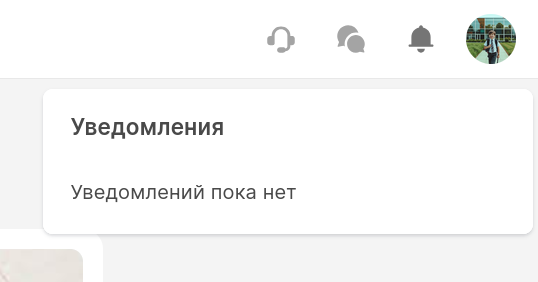 Уведомления
Уведомлений пока нет